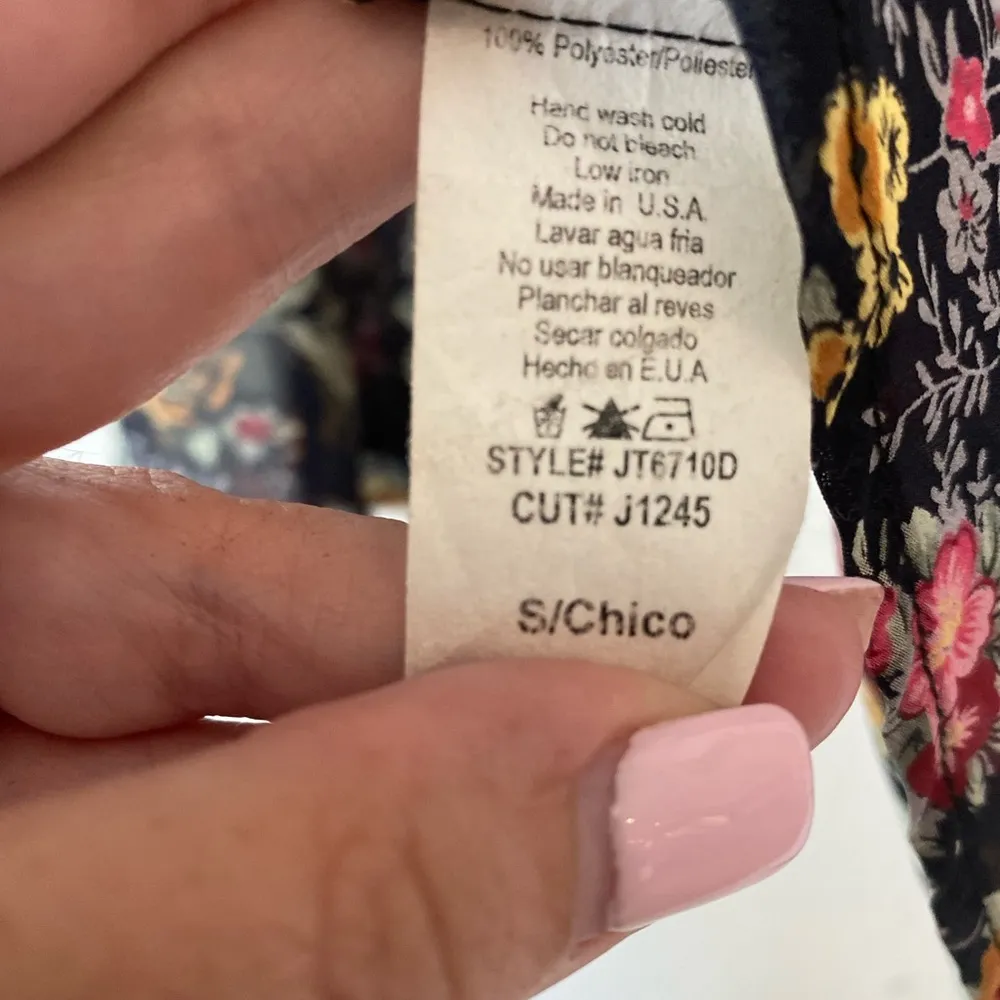 100% Polyester/Poliester
Hand wash cold
Do not bleach
Low iron
Made in U.S.A.
Lavar agua fria
No usar blanqueador
Planchar al reves
Secar colgado
Hecho en E.U.A
STYLE# JT6710D
CUT# J1245
S/Chico